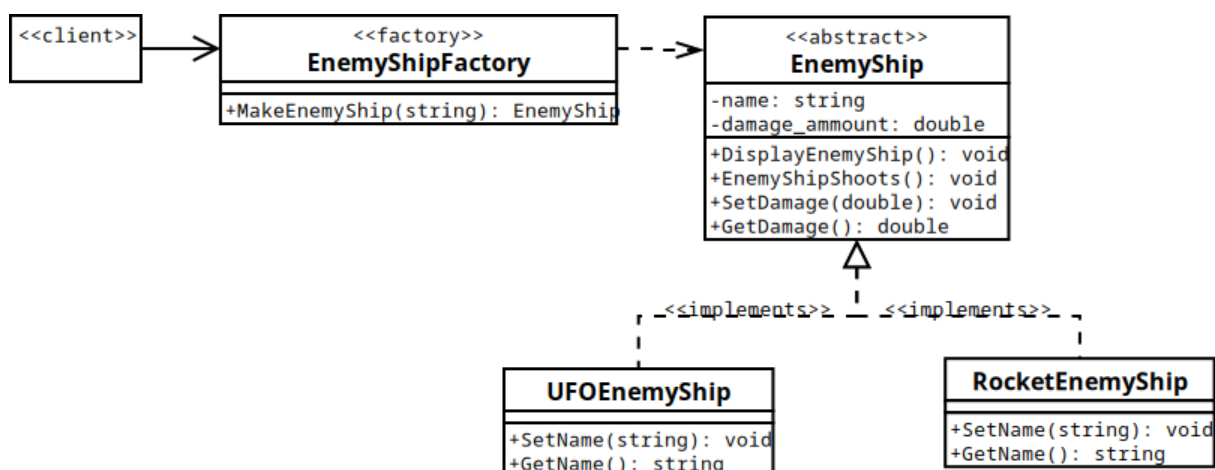 <<client>>
<<factory>>
EnemyShipFactory
+MakeEnemyShip(string): EnemyShip
<<abstract>>
EnemyShip
-name: string
-damage_ammount: double
+DisplayEnemyShip(): void
+EnemyShipShoots(): void
+SetDamage(double): void
+GetDamage(): double
<<implements>>
<<implements>>
UFOEnemyShip
+SetName(string): void
+GetName(): string
RocketEnemyShip
+SetName(string): void
+GetName(): string